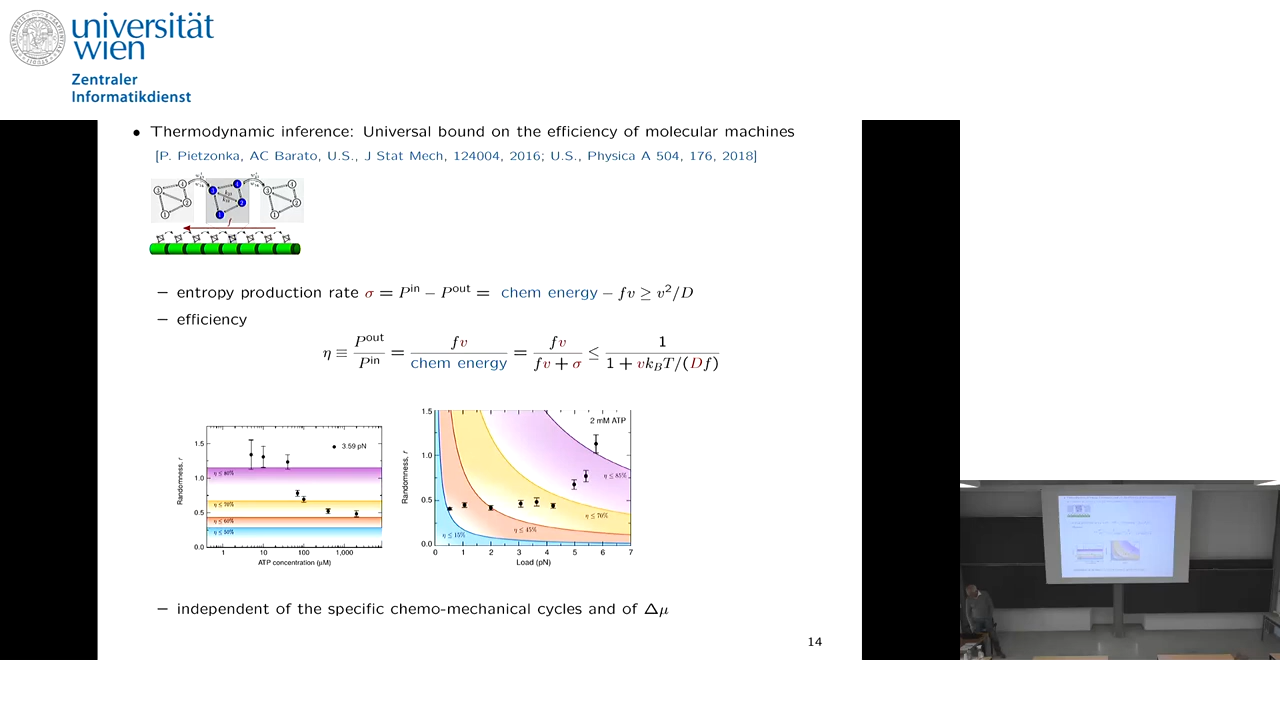 universität
wien
Zentraler
Informatikdienst
• Thermodynamic inference: Universal bound on the efficiency of molecular machines
[P. Pietzonka, AC Barato, U.S., J Stat Mech, 124004, 2016; U.S., Physica A 504, 176, 2018]
– entropy production rate σ = P^in − P^out = chem energy − fv ≥ v²/D
– efficiency
η ≡ P^out / P^in = fv / chem energy = fv / (fv + σ) ≤ 1 / (1 + vk_BT/(Df))
Randomness, r
1.5
1.0
0.5
0.0
3.59 pN
η ≤ 80%
η ≤ 70%
η ≤ 60%
η ≤ 50%
1 10 100 1,000
ATP concentration (μM)
Randomness, r
1.5
1.0
0.5
0.0
2 mM ATP
η ≤ 85%
η ≤ 70%
η ≤ 45%
η ≤ 15%
0 1 2 3 4 5 6 7
Load (pN)
– independent of the specific chemo-mechanical cycles and of Δμ
14